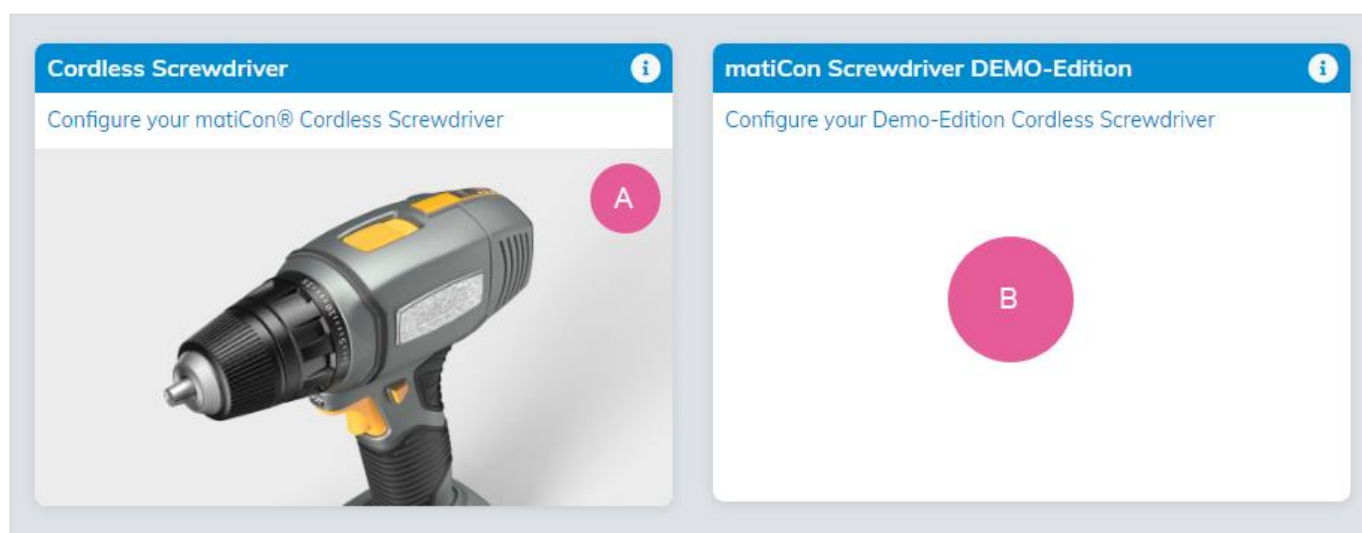 Cordless Screwdriver
Configure your matiCon® Cordless Screwdriver
A
matiCon Screwdriver DEMO-Edition
Configure your Demo-Edition Cordless Screwdriver
B